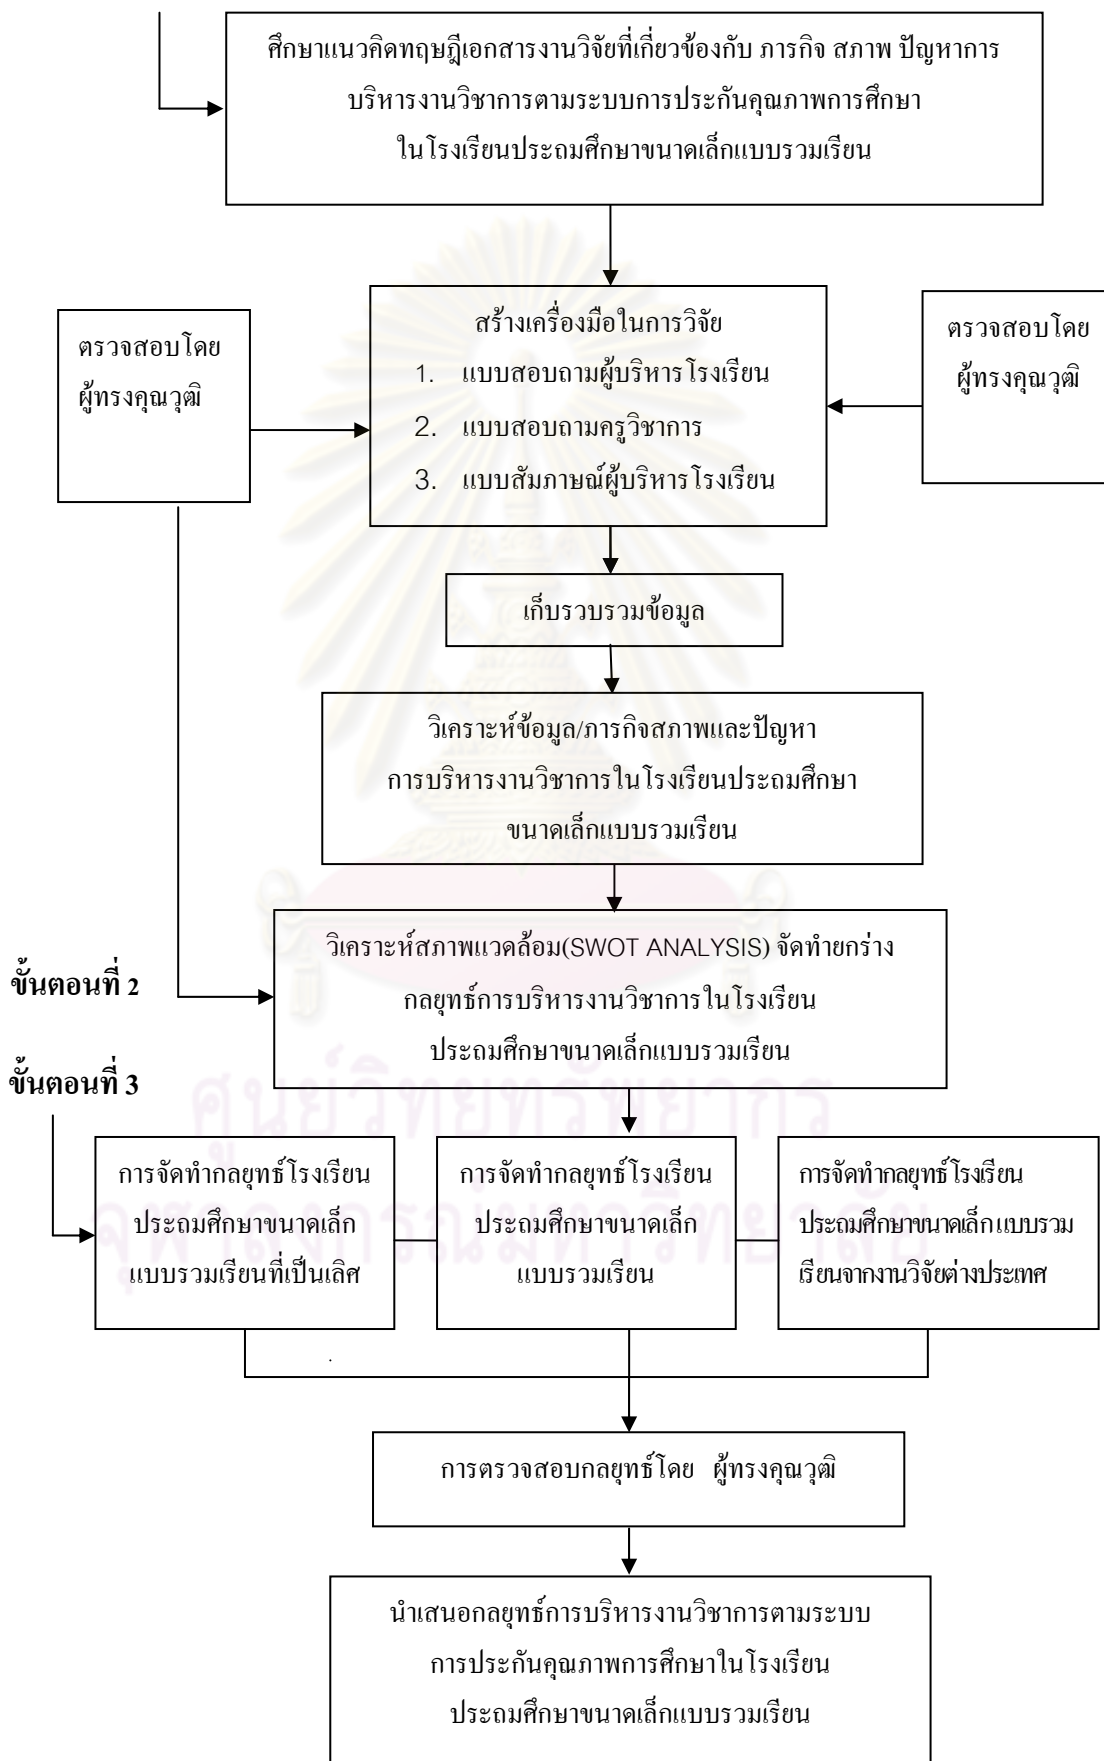 ศึกษาแนวคิดทฤษฎีเอกสารงานวิจัยที่เกี่ยวข้องกับ ภารกิจ สภาพ ปัญหาการ
บริหารงานวิชาการตามระบบการประกันคุณภาพการศึกษา
ในโรงเรียนประถมศึกษาขนาดเล็กแบบรวมเรียน
ตรวจสอบโดย
ผู้ทรงคุณวุฒิ
สร้างเครื่องมือในการวิจัย
1. แบบสอบถามผู้บริหารโรงเรียน
2. แบบสอบถามครูวิชาการ
3. แบบสัมภาษณ์ผู้บริหารโรงเรียน
ตรวจสอบโดย
ผู้ทรงคุณวุฒิ
เก็บรวบรวมข้อมูล
วิเคราะห์ข้อมูล/ภารกิจสภาพและปัญหา
การบริหารงานวิชาการในโรงเรียนประถมศึกษา
ขนาดเล็กแบบรวมเรียน
ขั้นตอนที่ 2
วิเคราะห์สภาพแวดล้อม(SWOT ANALYSIS) จัดทำยกร่าง
กลยุทธ์การบริหารงานวิชาการในโรงเรียน
ประถมศึกษาขนาดเล็กแบบรวมเรียน
ขั้นตอนที่ 3
การจัดทำกลยุทธ์โรงเรียน
ประถมศึกษาขนาดเล็ก
แบบรวมเรียนที่เป็นเลิศ
การจัดทำกลยุทธ์โรงเรียน
ประถมศึกษาขนาดเล็ก
แบบรวมเรียน
การจัดทำกลยุทธ์โรงเรียน
ประถมศึกษาขนาดเล็กแบบรวม
เรียนจากงานวิจัยต่างประเทศ
การตรวจสอบกลยุทธ์โดย ผู้ทรงคุณวุฒิ
นำเสนอกลยุทธ์การบริหารงานวิชาการตามระบบ
การประกันคุณภาพการศึกษาในโรงเรียน
ประถมศึกษาขนาดเล็กแบบรวมเรียน
ศูนย์วิทยทรัพยากร
จุฬาลงกรณ์มหาวิทยาลัย